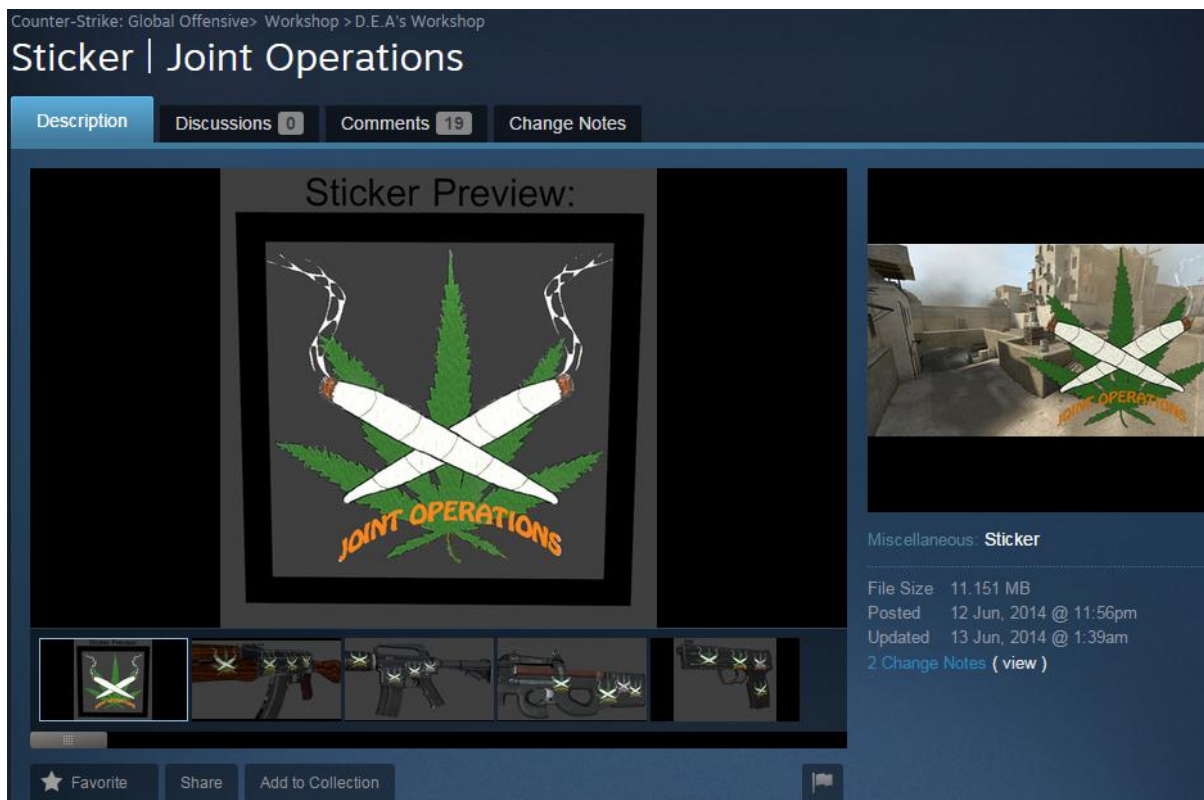 Counter-Strike: Global Offensive> Workshop > D.E.A's Workshop
Sticker | Joint Operations
Description
Discussions 0
Comments 19
Change Notes
Sticker Preview:
JOINT OPERATIONS
JOINT OPERATIONS
Miscellaneous: Sticker
File Size 11.151 MB
Posted 12 Jun, 2014 @ 11:56pm
Updated 13 Jun, 2014 @ 1:39am
2 Change Notes ( view )
Sticker Preview:
Favorite
Share
Add to Collection